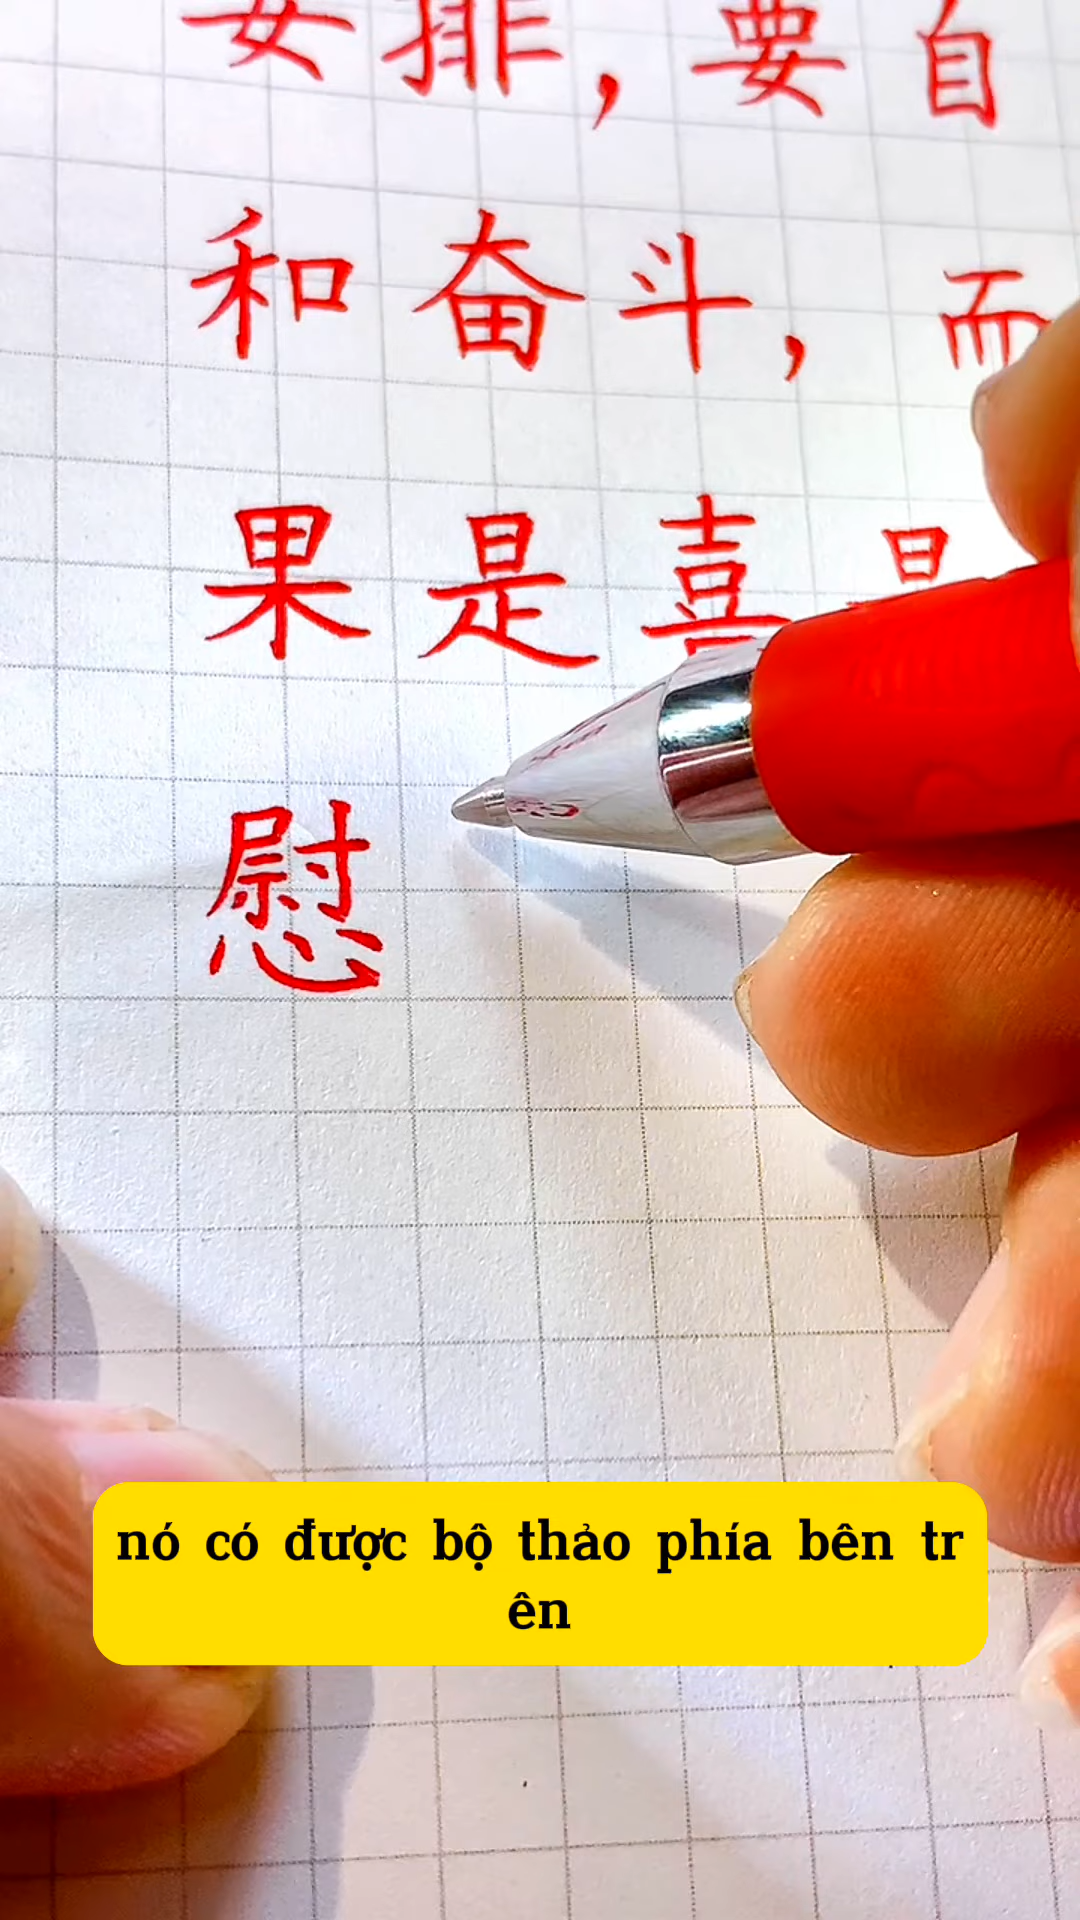 安排，要自
和奋斗，而
果是喜
慰
nó có được bộ thảo phía bên tr
ên